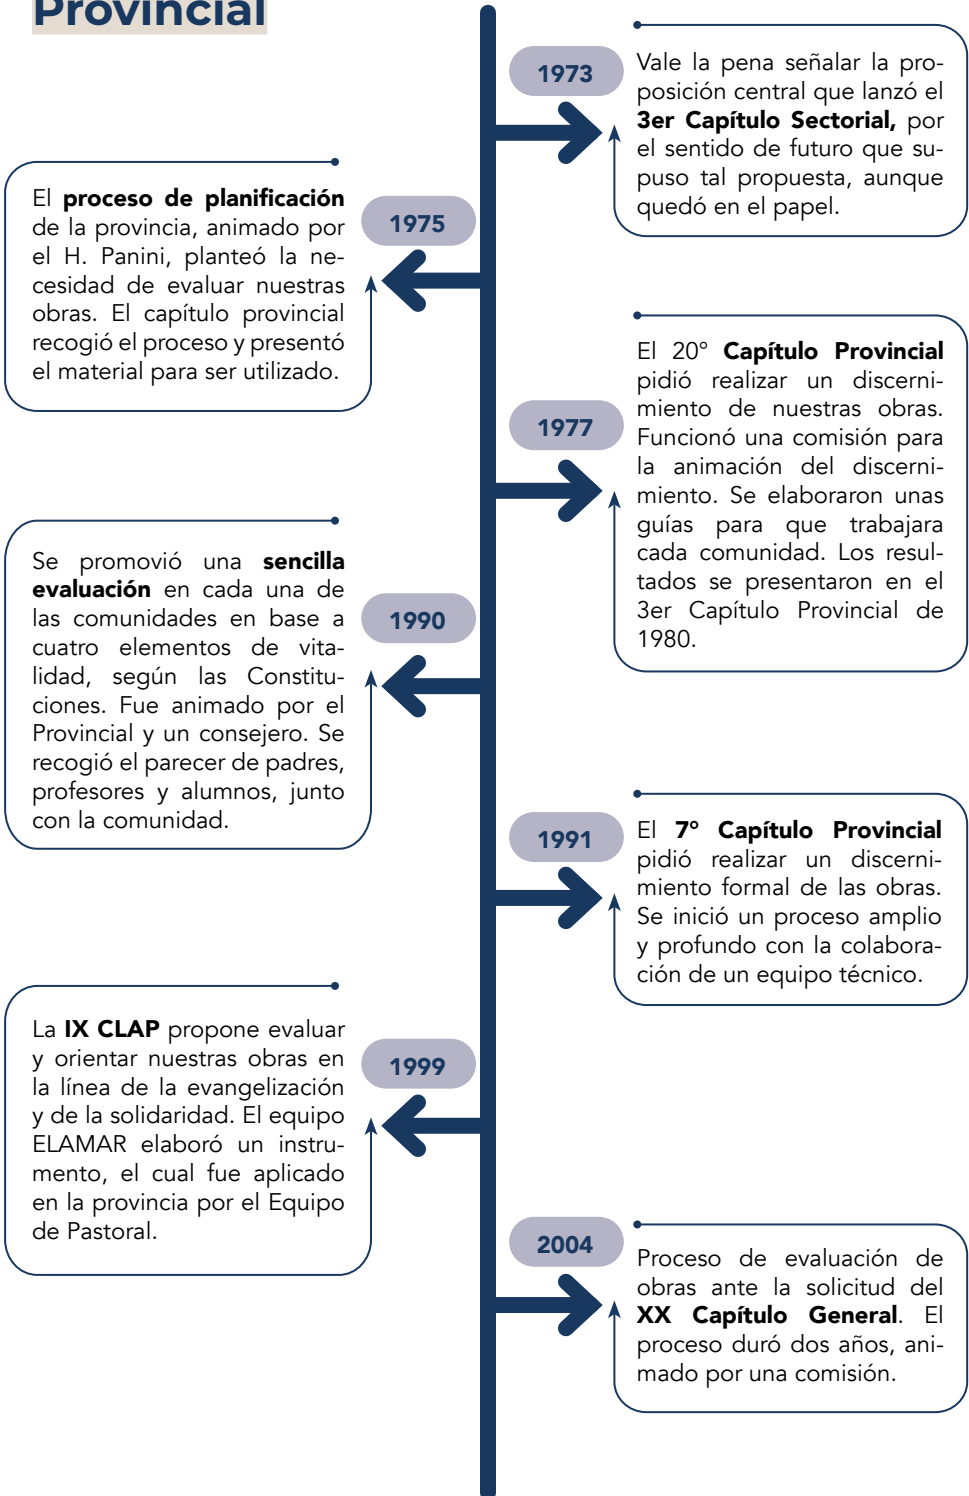 Provincial
1973
Vale la pena señalar la pro-
posición central que lanzó el
3er Capítulo Sectorial, por
el sentido de futuro que su-
puso tal propuesta, aunque
quedó en el papel.
1975
El proceso de planificación
de la provincia, animado por
el H. Panini, planteó la ne-
cesidad de evaluar nuestras
obras. El capítulo provincial
recogió el proceso y presentó
el material para ser utilizado.
1977
El 20º Capítulo Provincial
pidió realizar un discerni-
miento de nuestras obras.
Funcionó una comisión para
la animación del discerni-
miento. Se elaboraron unas
guías para que trabajara
cada comunidad. Los resul-
tados se presentaron en el
3er Capítulo Provincial de
1980.
1990
Se promovió una sencilla
evaluación en cada una de
las comunidades en base a
cuatro elementos de vita-
lidad, según las Constitu-
ciones. Fue animado por el
Provincial y un consejero. Se
recogió el parecer de padres,
profesores y alumnos, junto
con la comunidad.
1991
El 7º Capítulo Provincial
pidió realizar un discerni-
miento formal de las obras.
Se inició un proceso amplio
y profundo con la colabora-
ción de un equipo técnico.
1999
La IX CLAP propone evaluar
y orientar nuestras obras en
la línea de la evangelización
y de la solidaridad. El equipo
ELAMAR elaboró un instru-
mento, el cual fue aplicado
en la provincia por el Equipo
de Pastoral.
2004
Proceso de evaluación de
obras ante la solicitud del
XX Capítulo General. El
proceso duró dos años, ani-
mado por una comisión.